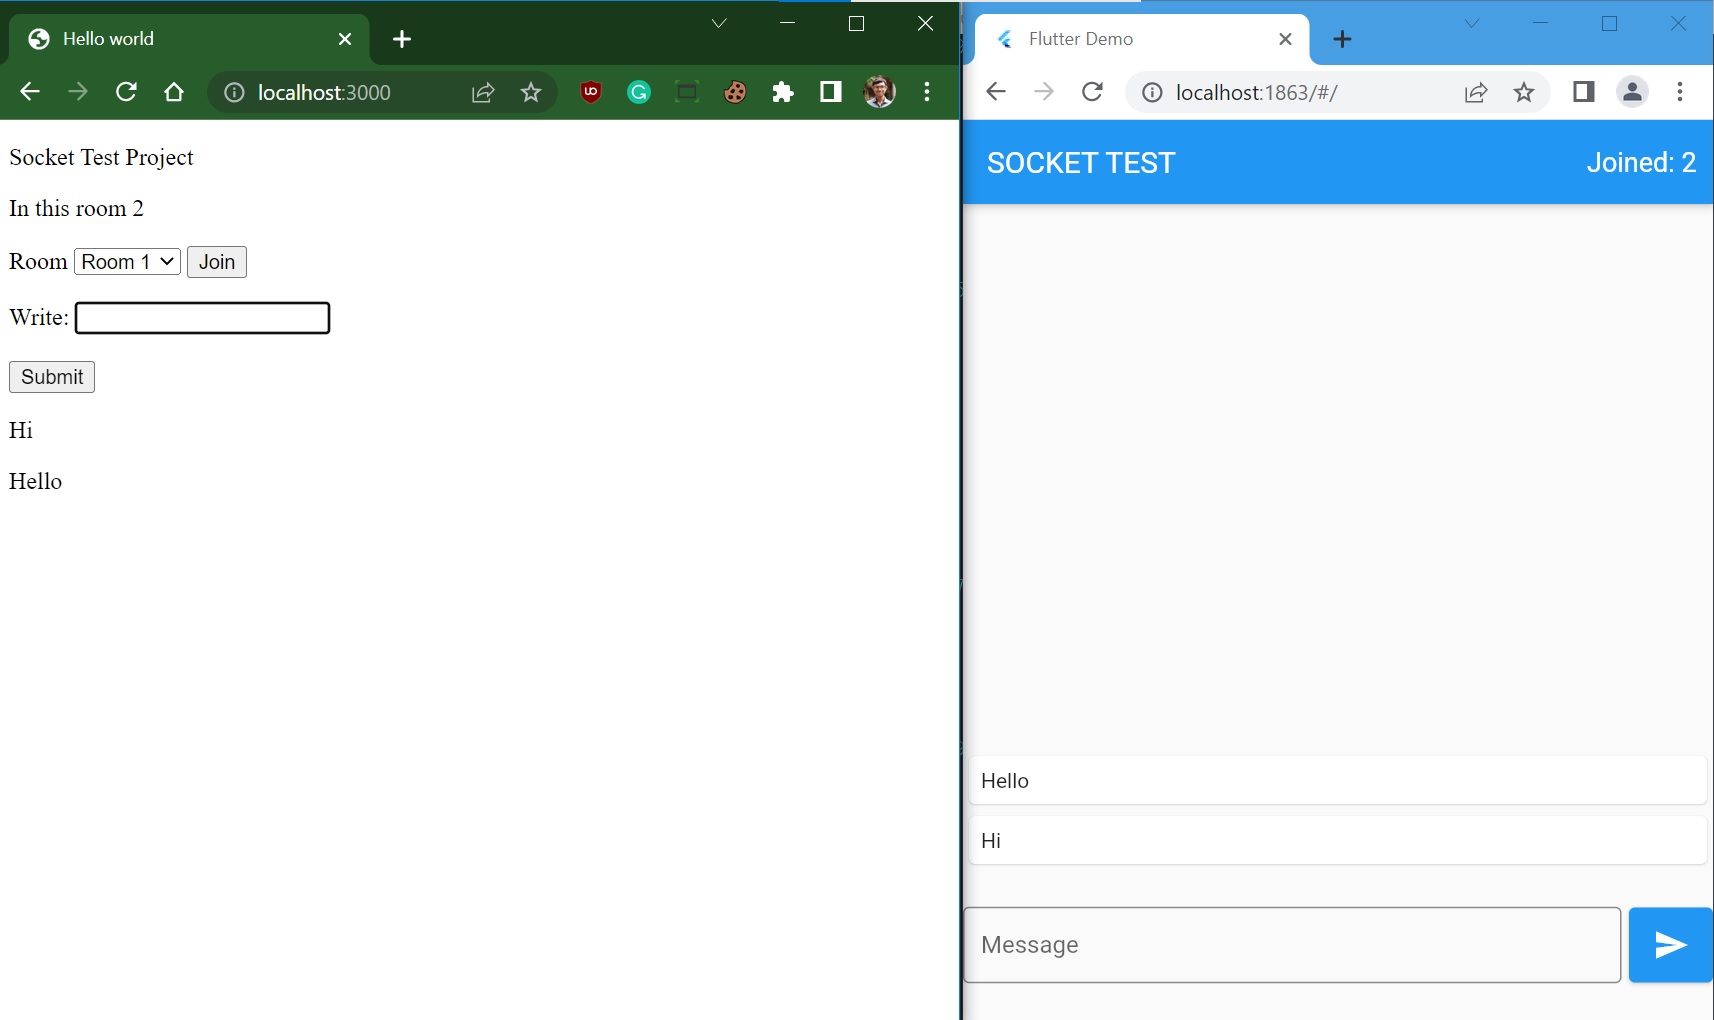 Hello world
localhost:3000
Socket Test Project
In this room 2
Room Room 1 Join
Write:
Submit
Hi
Hello
Flutter Demo
localhost:1863/#/
SOCKET TEST Joined: 2
Hello
Hi
Message